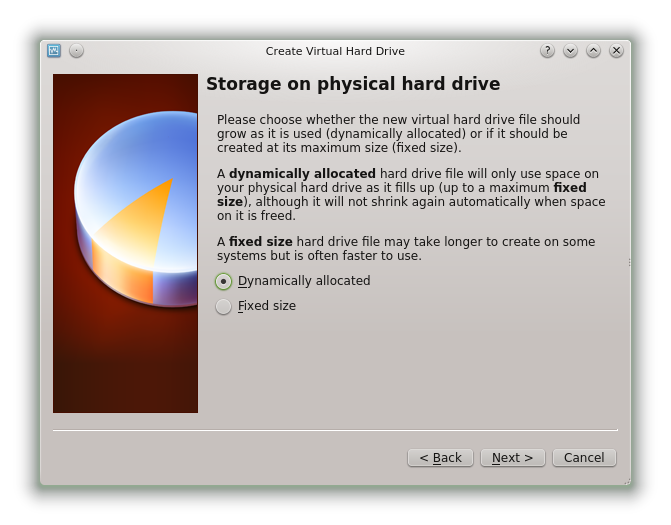 Create Virtual Hard Drive
?
Storage on physical hard drive
Please choose whether the new virtual hard drive file should
grow as it is used (dynamically allocated) or if it should be
created at its maximum size (fixed size).
A dynamically allocated hard drive file will only use space on
your physical hard drive as it fills up (up to a maximum fixed
size), although it will not shrink again automatically when space
on it is freed.
A fixed size hard drive file may take longer to create on some
systems but is often faster to use.
Dynamically allocated
Fixed size
< Back Next > Cancel